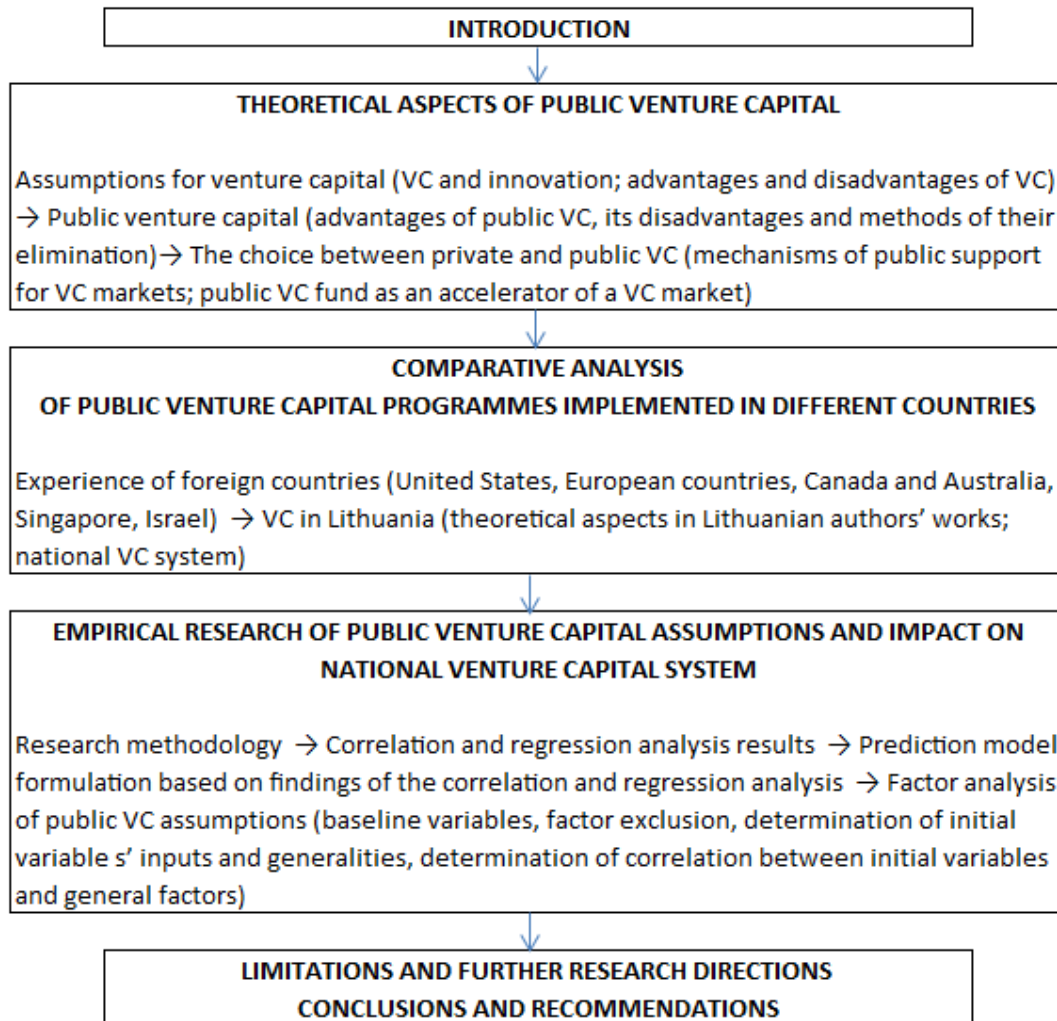 INTRODUCTION
THEORETICAL ASPECTS OF PUBLIC VENTURE CAPITAL
Assumptions for venture capital (VC and innovation; advantages and disadvantages of VC)
→ Public venture capital (advantages of public VC, its disadvantages and methods of their
elimination)→ The choice between private and public VC (mechanisms of public support
for VC markets; public VC fund as an accelerator of a VC market)
COMPARATIVE ANALYSIS
OF PUBLIC VENTURE CAPITAL PROGRAMMES IMPLEMENTED IN DIFFERENT COUNTRIES
Experience of foreign countries (United States, European countries, Canada and Australia,
Singapore, Israel) → VC in Lithuania (theoretical aspects in Lithuanian authors’ works;
national VC system)
EMPIRICAL RESEARCH OF PUBLIC VENTURE CAPITAL ASSUMPTIONS AND IMPACT ON
NATIONAL VENTURE CAPITAL SYSTEM
Research methodology → Correlation and regression analysis results → Prediction model
formulation based on findings of the correlation and regression analysis → Factor analysis
of public VC assumptions (baseline variables, factor exclusion, determination of initial
variable s’ inputs and generalities, determination of correlation between initial variables
and general factors)
LIMITATIONS AND FURTHER RESEARCH DIRECTIONS
CONCLUSIONS AND RECOMMENDATIONS